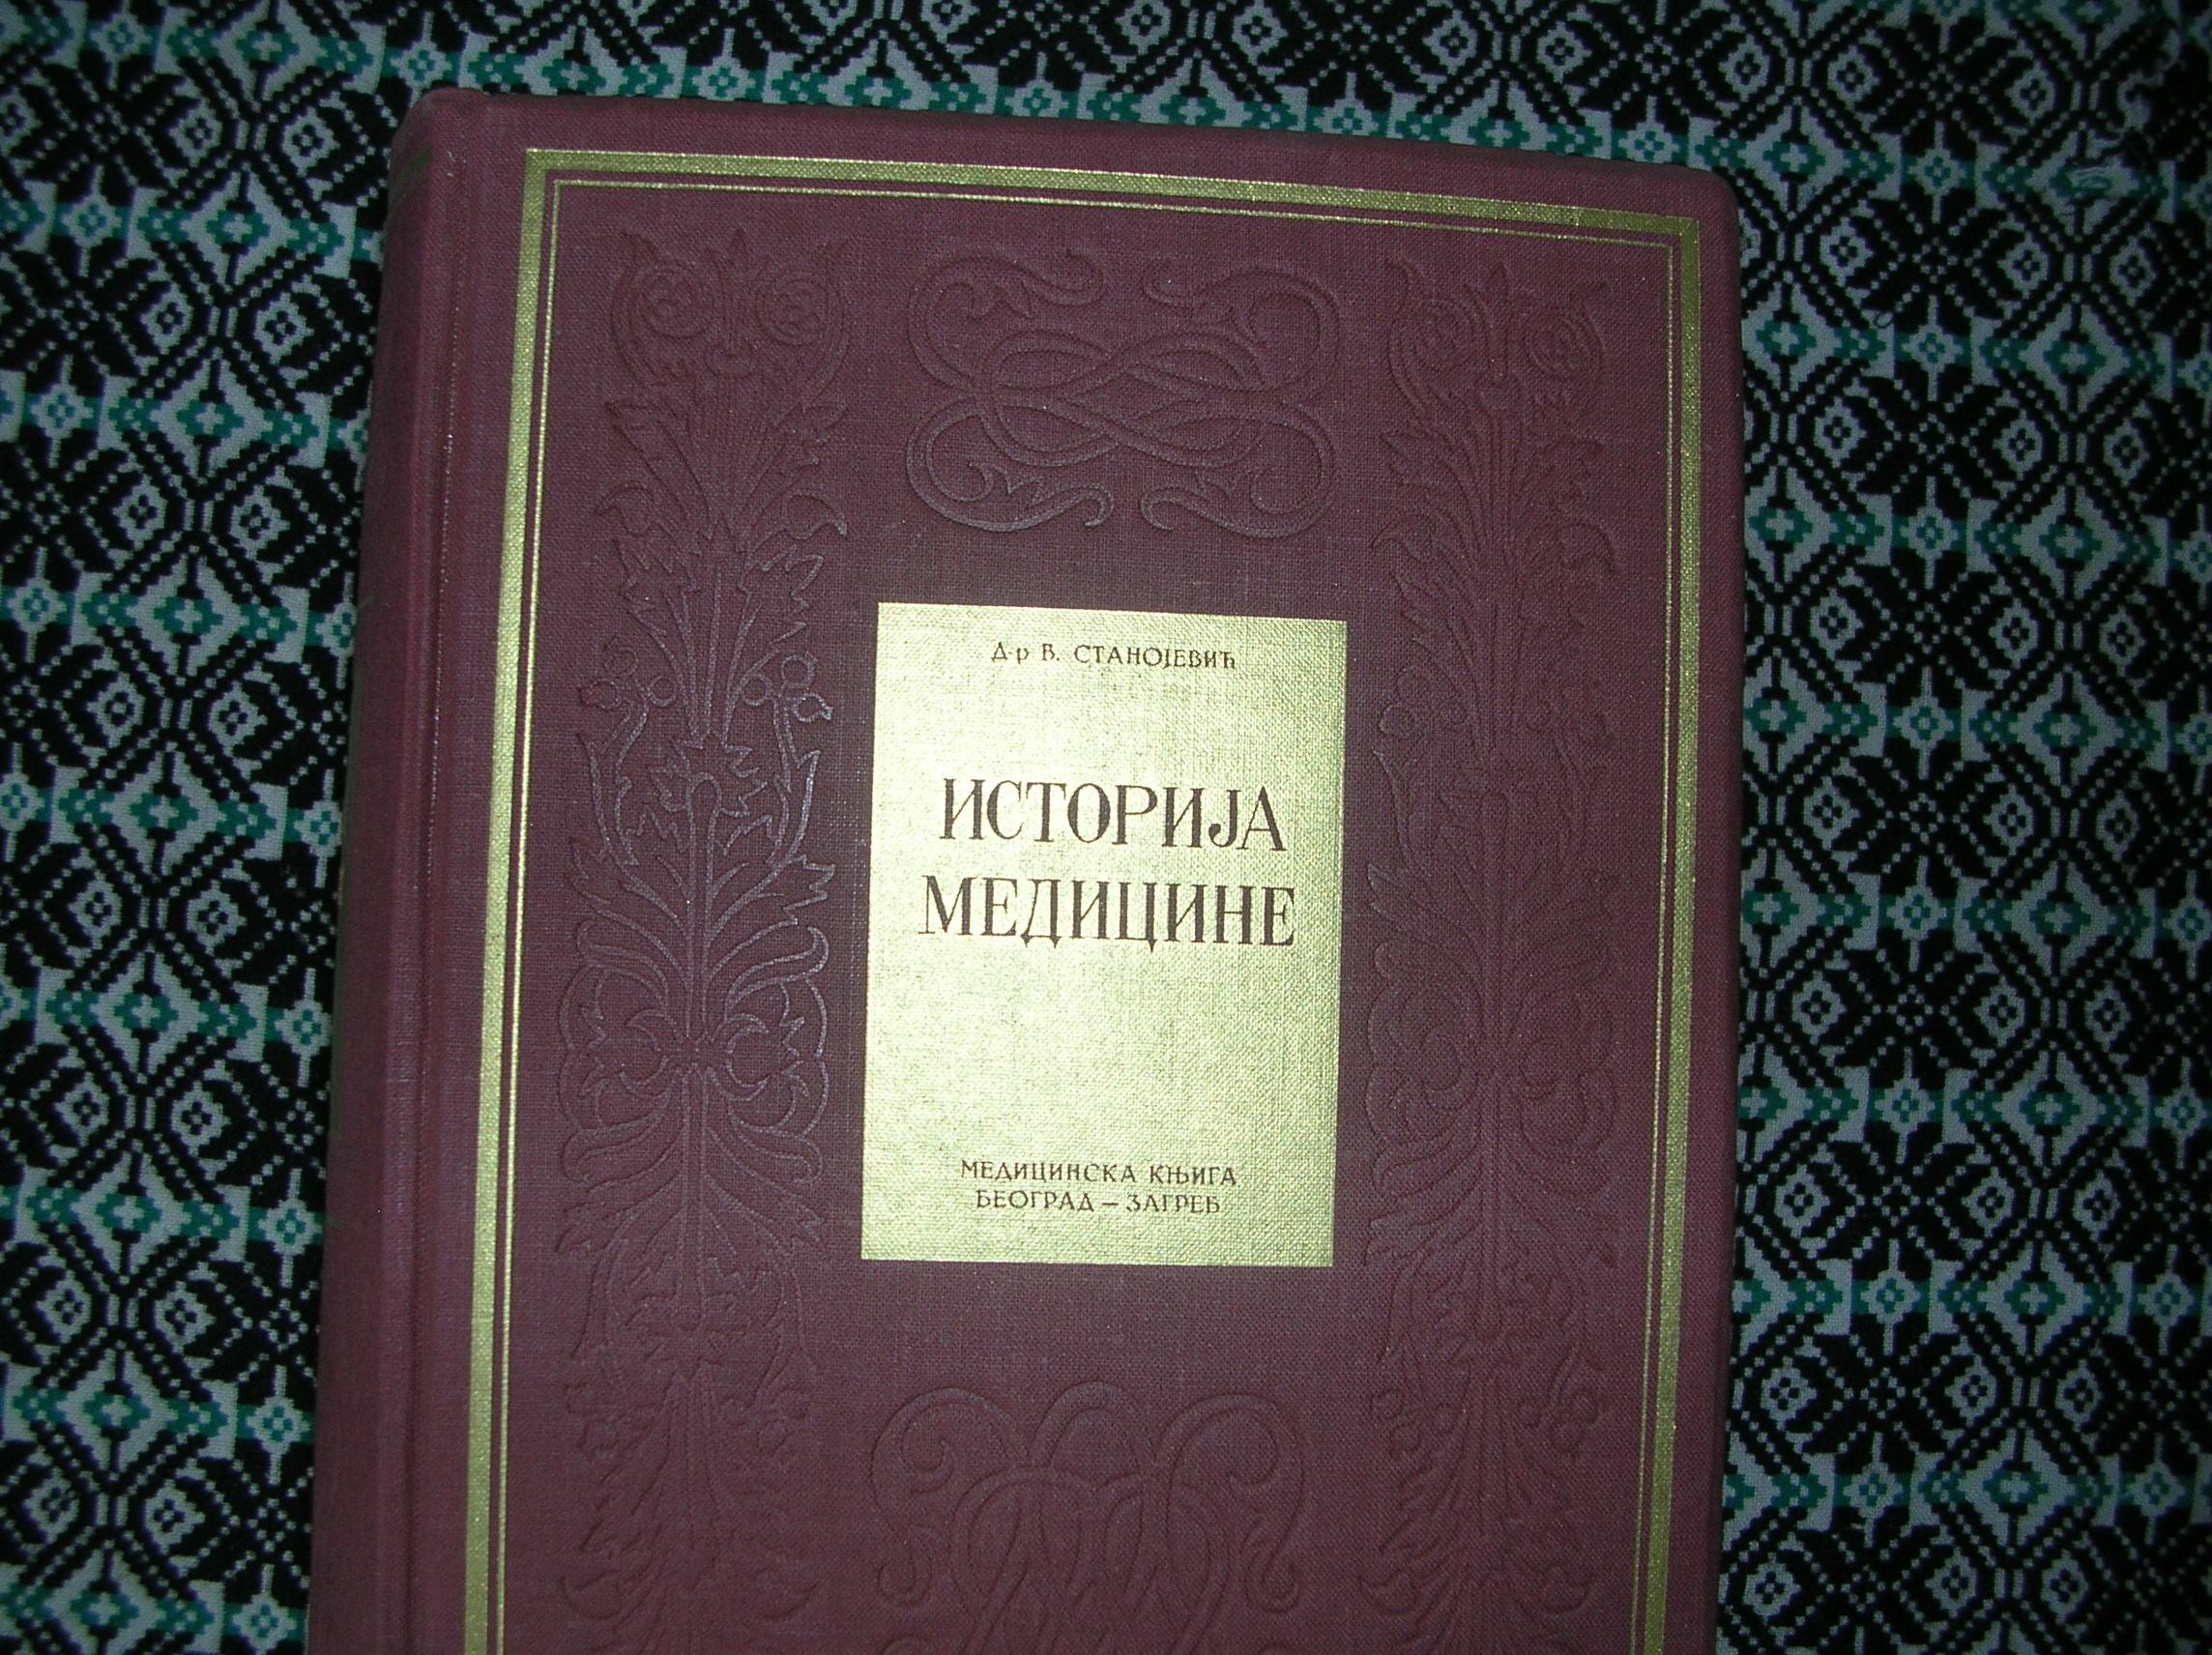 Д-р В. СТАНОЈЕВИЋ
ИСТОРИЈА
МЕДИЦИНЕ
МЕДИЦИНСКА КЊИГА
БЕОГРАД – ЗАГРЕБ